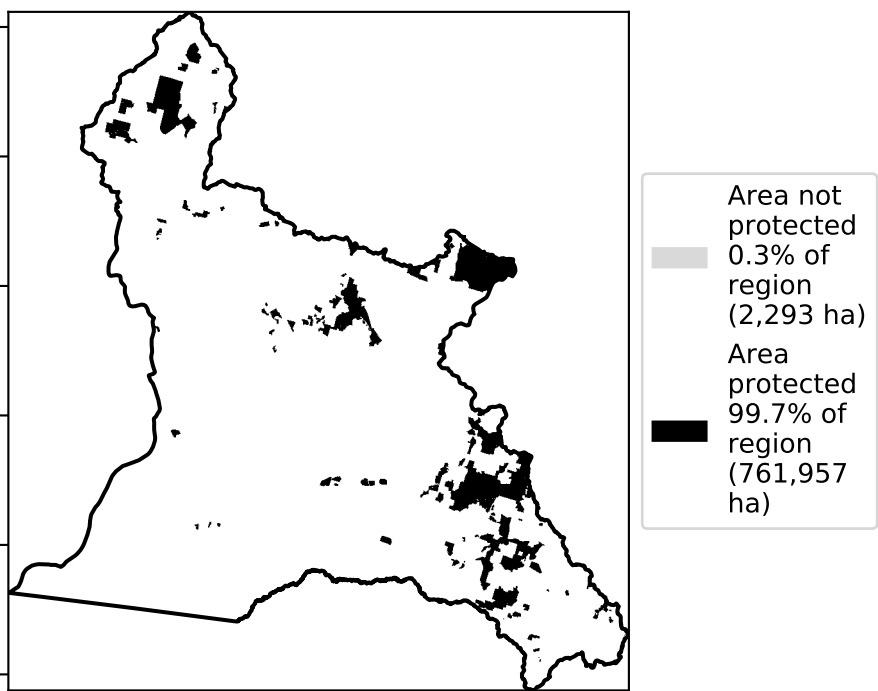 Area not
protected
0.3% of
region
(2,293 ha)
Area
protected
99.7% of
region
(761,957
ha)